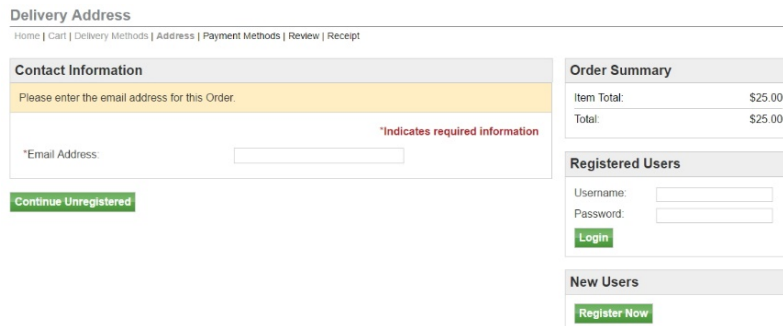 Delivery Address
Home | Cart | Delivery Methods | Address | Payment Methods | Review | Receipt
Contact Information
Please enter the email address for this Order.
*Indicates required information
*Email Address:
Continue Unregistered
Order Summary
Item Total: $25.00
Total: $25.00
Registered Users
Username:
Password:
Login
New Users
Register Now